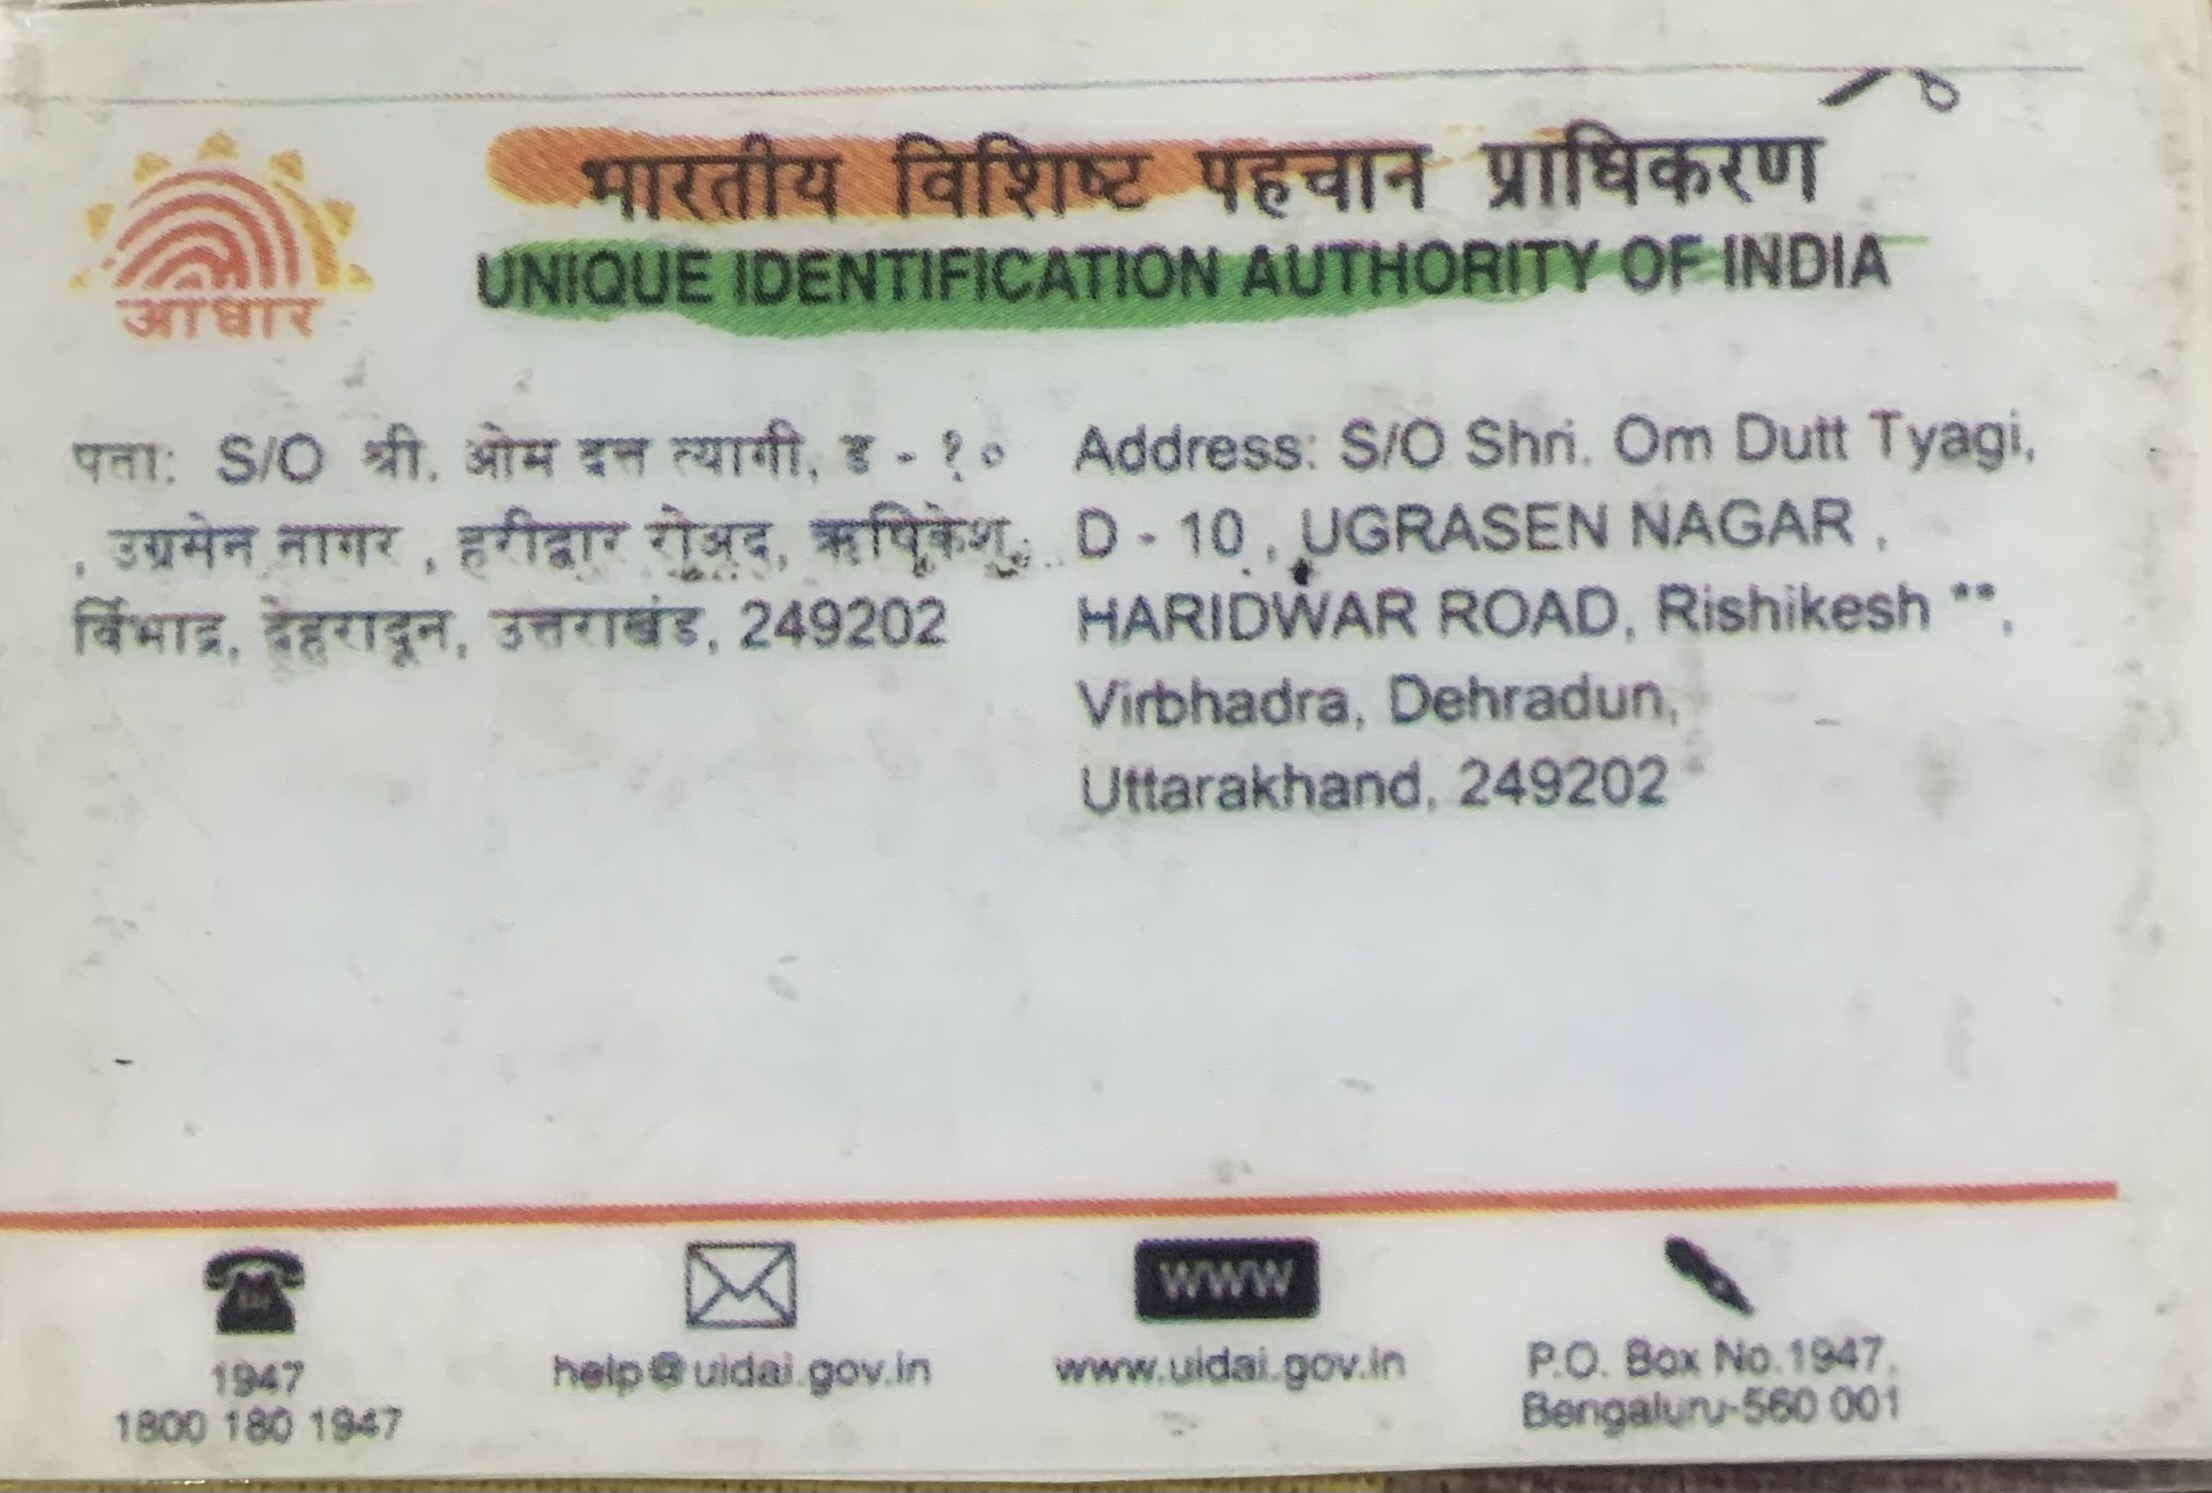 भारतीय विशिष्ट पहचान प्राधिकरण
UNIQUE IDENTIFICATION AUTHORITY OF INDIA
आधार
पता: S/O श्री. ओम दत्त त्यागी, ड - १०
, उग्रसेन नागर , हरीद्वार रोअद, ऋषिकेश,
विभाद्र, देहरादून, उत्तराखंड, 249202
Address: S/O Shri. Om Dutt Tyagi,
D - 10 , UGRASEN NAGAR ,
HARIDWAR ROAD, Rishikesh **,
Virbhadra, Dehradun,
Uttarakhand, 249202
1947
1800 180 1947
help@uidai.gov.in
WWW
www.uidai.gov.in
P.O. Box No.1947,
Bengaluru-560 001